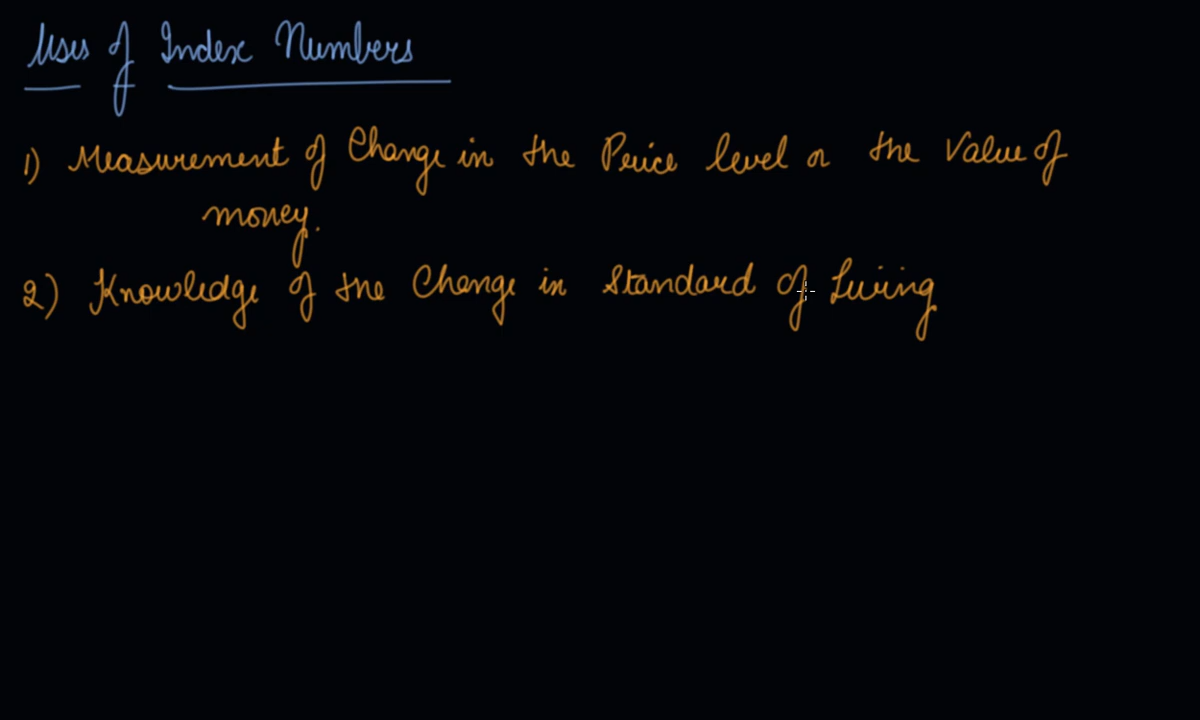 Uses of Index Numbers
1) Measurement of Change in the Price level or the Value of
money.
2) Knowledge of the Change in Standard of Living